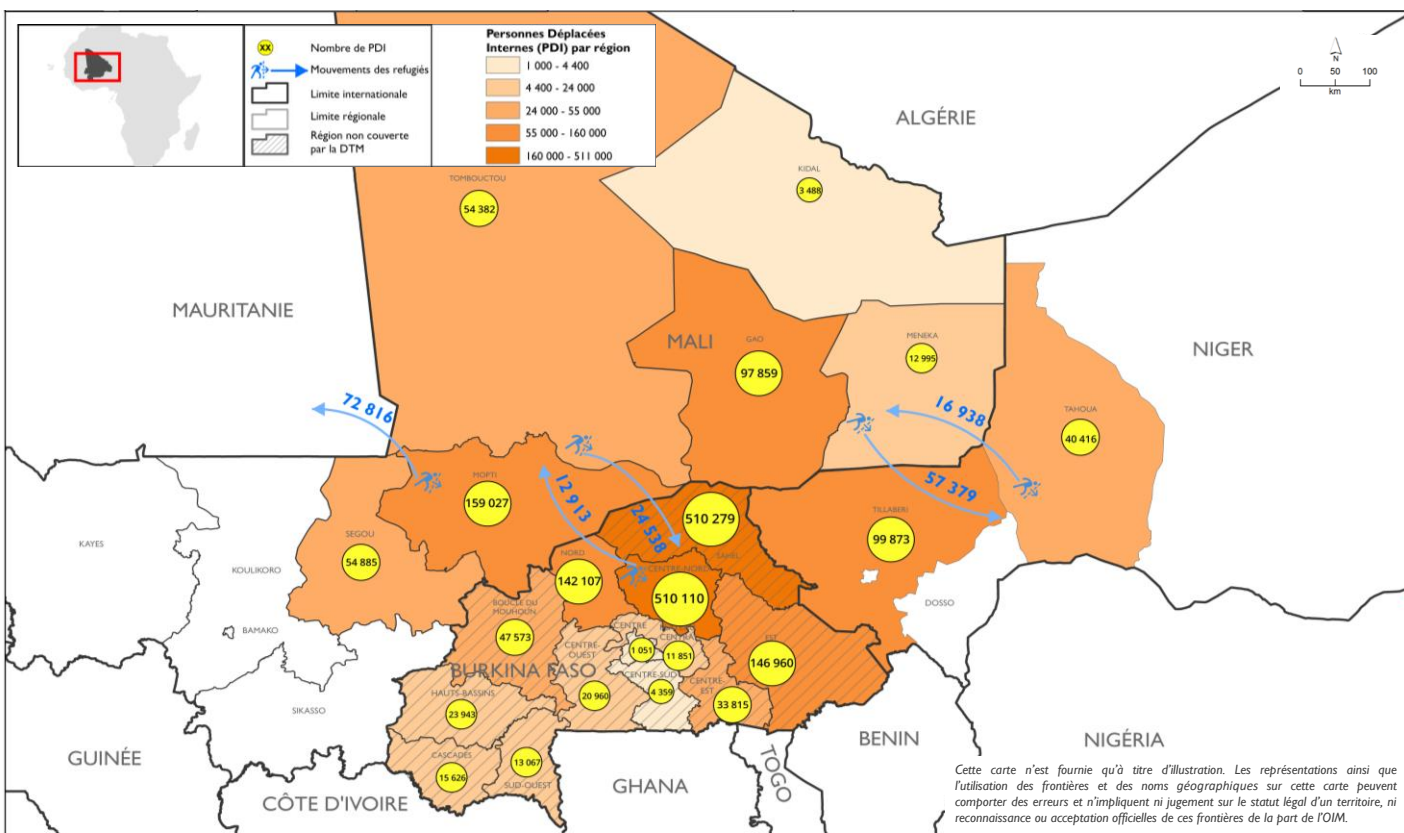 XX
Nombre de PDI
Mouvements des refugiés
Limite internationale
Limite régionale
Région non couverte
par la DTM
Personnes Déplacées
Internes (PDI) par région
1 000 - 4 400
4 400 - 24 000
24 000 - 55 000
55 000 - 160 000
160 000 - 511 000
N
0 50 100
km
ALGÉRIE
TOMBOUCTOU
54 382
KIDAL
3 488
MAURITANIE
MALI
GAO
97 859
MENEKA
12 995
NIGER
72 816
16 938
TAHOUA
40 416
57 379
MOPTI
159 027
12 913
24 538
510 279
SAHEL
TILLABERI
99 873
KAYES
SEGOU
54 885
KOULIKORO
NORD
142 107
CENTRE-NORD
510 110
DOSSO
BAMAKO
BOUCLE DU
MOUHOUN
47 573
CENTRE
1 051
CENTRAL
11 851
EST
146 960
CENTRE-
OUEST
20 960
BURKINA FASO
CENTRE-SUD
4 359
CENTRE-
EST
33 815
HAUTS-BASSINS
23 943
SIKASSO
CASCADES
15 626
13 067
SUD-OUEST
GUINÉE
CÔTE D'IVOIRE
GHANA
TOGO
BENIN
NIGÉRIA
Cette carte n'est fournie qu'à titre d'illustration. Les représentations ainsi que
l'utilisation des frontières et des noms géographiques sur cette carte peuvent
comporter des erreurs et n'impliquent ni jugement sur le statut légal d'un territoire, ni
reconnaissance ou acceptation officielles de ces frontières de la part de l'OIM.